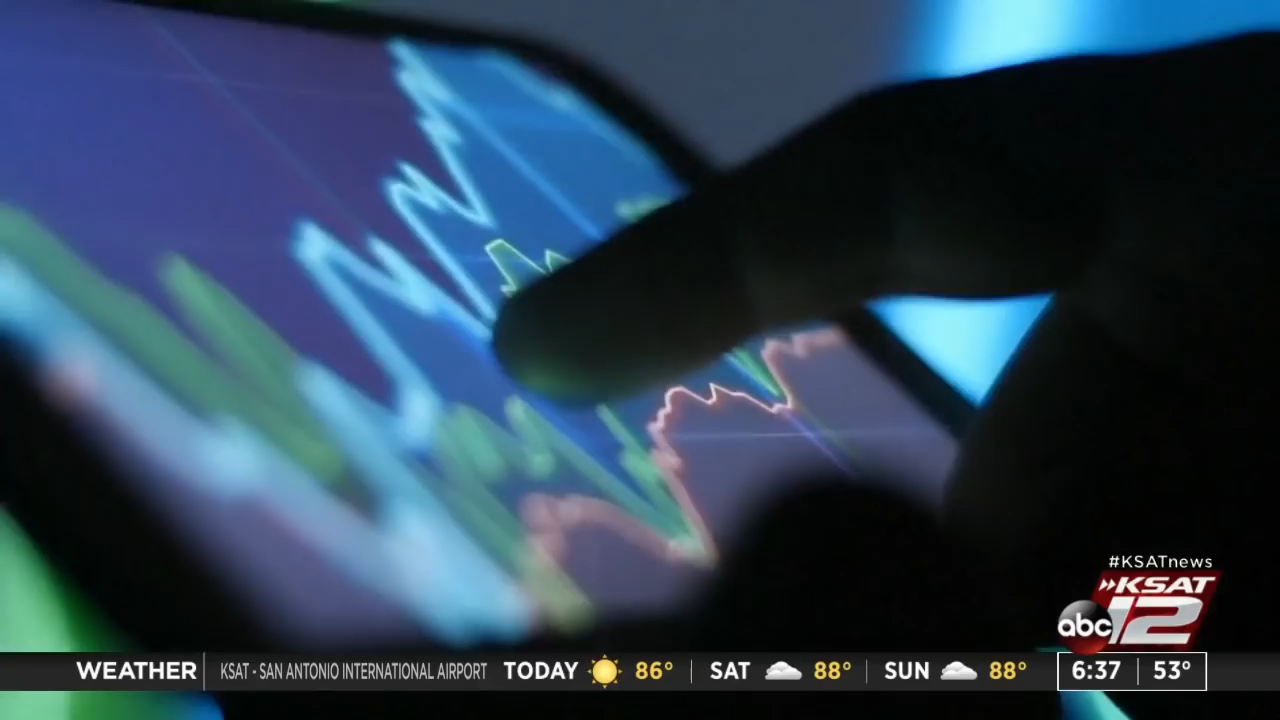 #KSATnews
KSAT
abc 12
WEATHER KSAT - SAN ANTONIO INTERNATIONAL AIRPORT TODAY 86° SAT 88° SUN 88° 6:37 53°